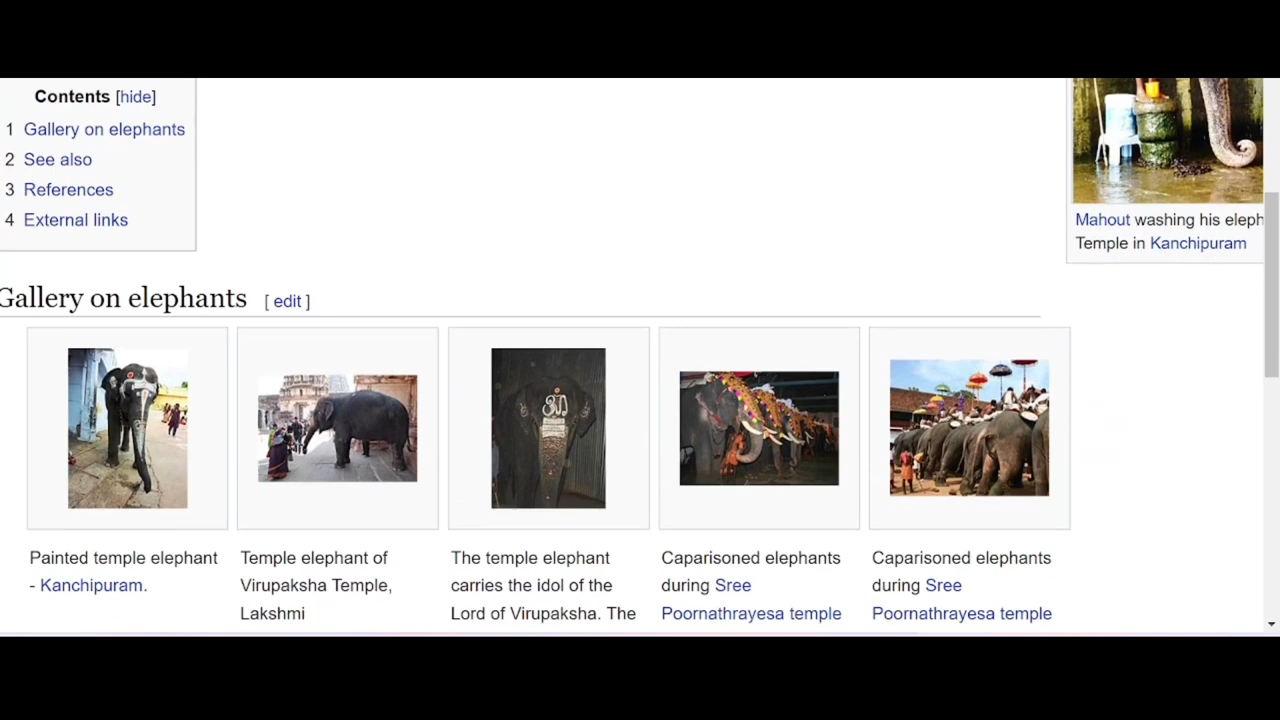 Contents [hide]
1 Gallery on elephants
2 See also
3 References
4 External links
Mahout washing his eleph
Temple in Kanchipuram
Gallery on elephants [ edit ]
Painted temple elephant
- Kanchipuram.
Temple elephant of
Virupaksha Temple,
Lakshmi
The temple elephant
carries the idol of the
Lord of Virupaksha. The
Caparisoned elephants
during Sree
Poornathrayesa temple
Caparisoned elephants
during Sree
Poornathrayesa temple